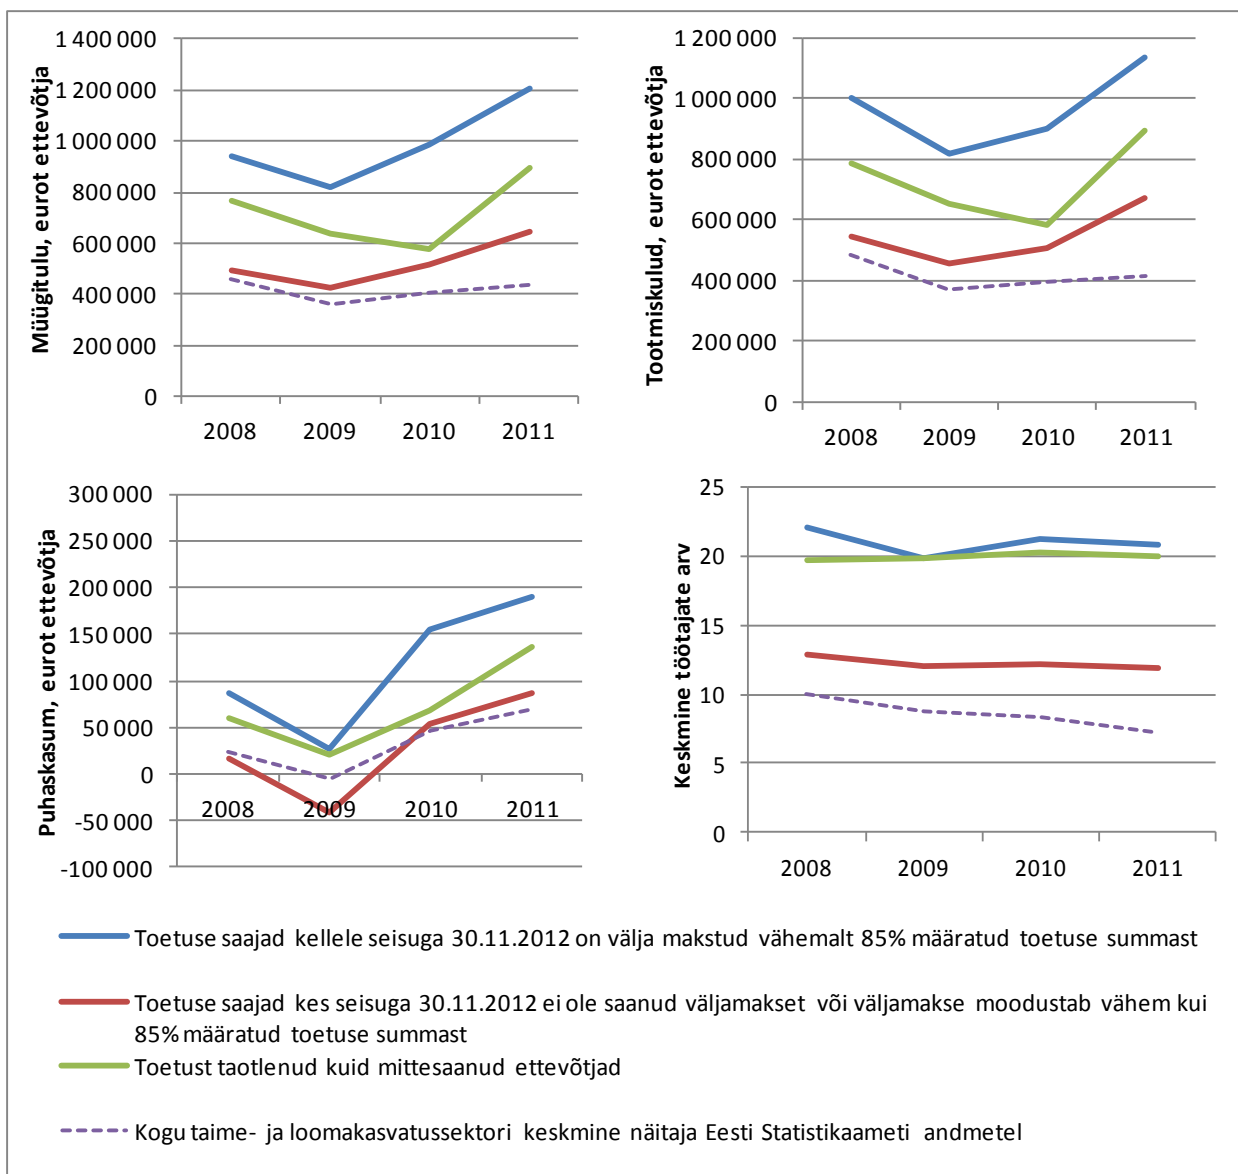 Müügitulu, eurot ettevõtja
1 400 000
1 200 000
1 000 000
800 000
600 000
400 000
200 000
0
2008 2009 2010 2011
Tootmiskulud, eurot ettevõtja
1 200 000
1 000 000
800 000
600 000
400 000
200 000
0
2008 2009 2010 2011
Puhaskasum, eurot ettevõtja
300 000
250 000
200 000
150 000
100 000
50 000
0
-50 000
-100 000
2008 2009 2010 2011
Keskmine töötajate arv
25
20
15
10
5
0
2008 2009 2010 2011
Toetuse saajad kellele seisuga 30.11.2012 on välja makstud vähemalt 85% määratud toetuse summast
Toetuse saajad kes seisuga 30.11.2012 ei ole saanud väljamakset või väljamakse moodustab vähem kui
85% määratud toetuse summast
Toetust taotlenud kuid mittesaanud ettevõtjad
Kogu taime- ja loomakasvatussektori keskmine näitaja Eesti Statistikaameti andmetel